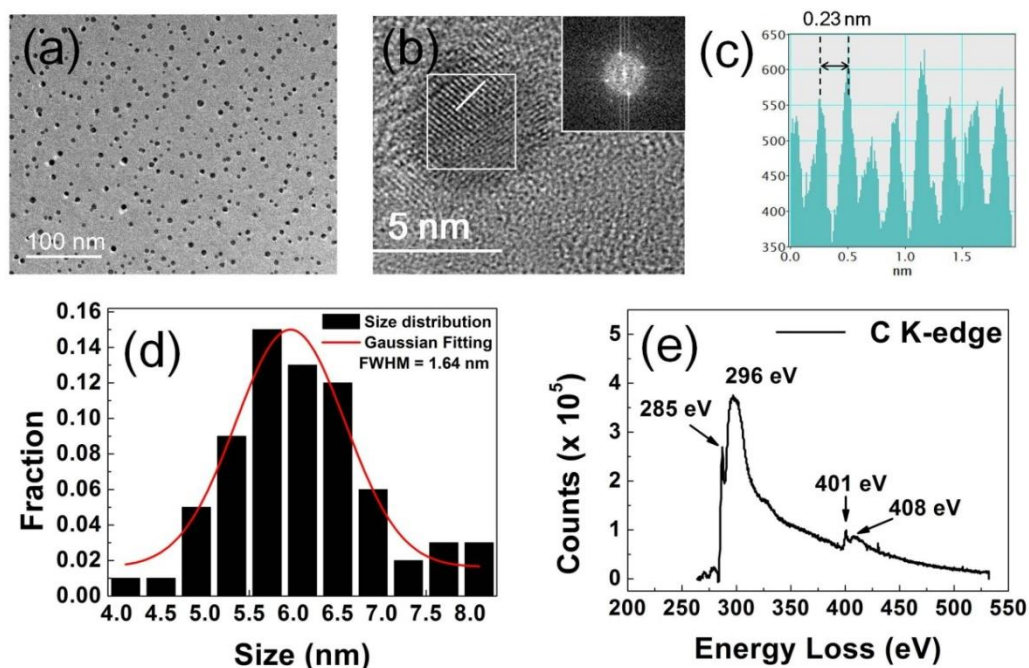 (a)
100 nm
(b)
5 nm
(c)
0.23 nm
650
600
550
500
450
400
350
0.0 0.5 1.0 1.5
nm
(d)
Size distribution
Gaussian Fitting
FWHM = 1.64 nm
0.16
0.14
0.12
0.10
0.08
0.06
0.04
0.02
0.00
Fraction
4.0 4.5 5.0 5.5 6.0 6.5 7.0 7.5 8.0
Size (nm)
(e)
C K-edge
296 eV
285 eV
401 eV
408 eV
5
4
3
2
1
0
Counts (x 10⁵)
200 250 300 350 400 450 500 550 600
Energy Loss (eV)